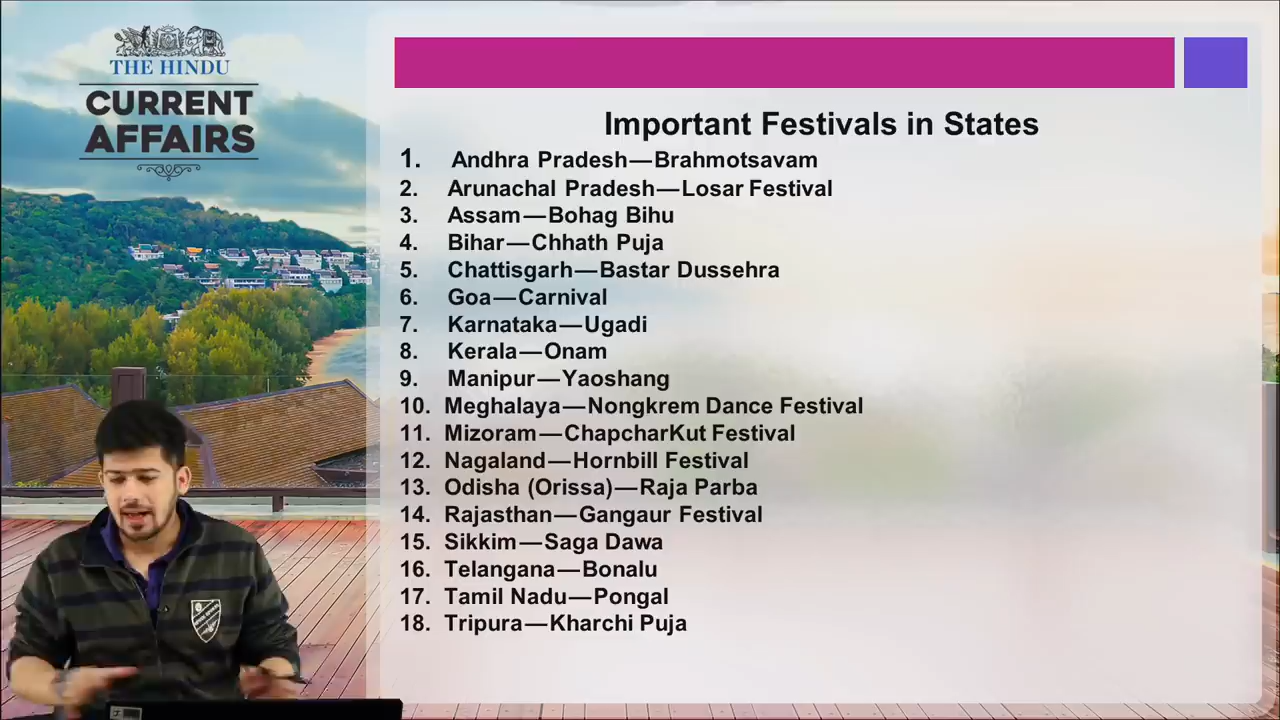 THE HINDU
CURRENT
AFFAIRS
Important Festivals in States
1. Andhra Pradesh—Brahmotsavam
2. Arunachal Pradesh—Losar Festival
3. Assam—Bohag Bihu
4. Bihar—Chhath Puja
5. Chattisgarh—Bastar Dussehra
6. Goa—Carnival
7. Karnataka—Ugadi
8. Kerala—Onam
9. Manipur—Yaoshang
10. Meghalaya—Nongkrem Dance Festival
11. Mizoram—ChapcharKut Festival
12. Nagaland—Hornbill Festival
13. Odisha (Orissa)—Raja Parba
14. Rajasthan—Gangaur Festival
15. Sikkim—Saga Dawa
16. Telangana—Bonalu
17. Tamil Nadu—Pongal
18. Tripura—Kharchi Puja